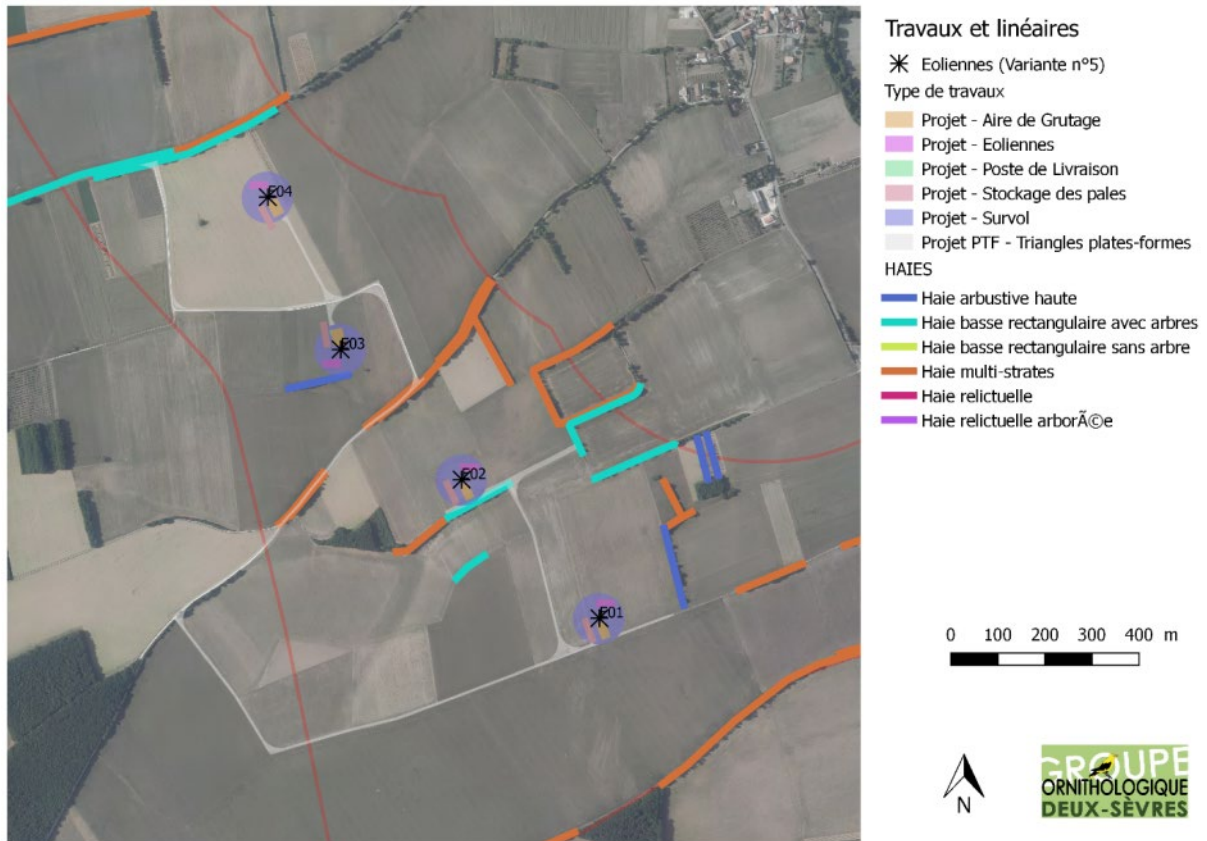 Travaux et linéaires
Eoliennes (Variante n°5)
Type de travaux
Projet - Aire de Grutage
Projet - Eoliennes
Projet - Poste de Livraison
Projet - Stockage des pales
Projet - Survol
Projet PTF - Triangles plates-formes
HAIES
Haie arbustive haute
Haie basse rectangulaire avec arbres
Haie basse rectangulaire sans arbre
Haie multi-strates
Haie relictuelle
Haie relictuelle arborÃ©e
E04
E03
E02
E01
0 100 200 300 400 m
N
GROUPE
ORNITHOLOGIQUE
DEUX-SÈVRES